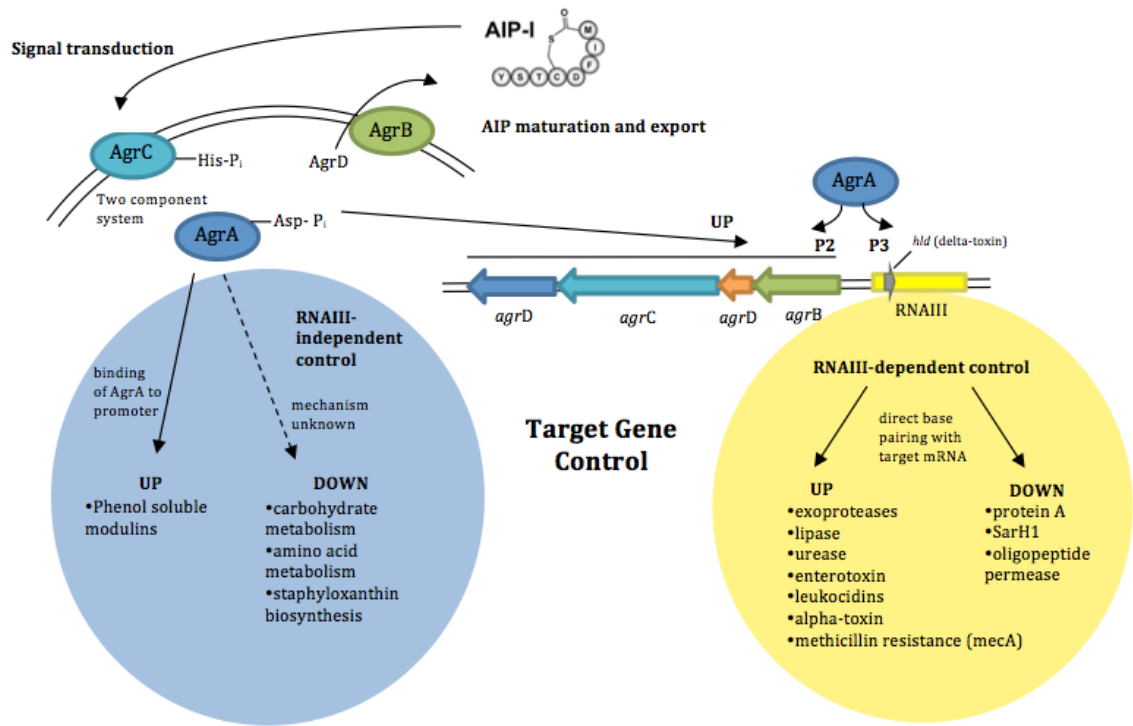 Signal transduction
AIP-I
O
S
M
I
F
Y S T C D
AIP maturation and export
AgrC
His-Pi
AgrB
AgrD
Two component
system
AgrA
Asp- Pi
UP
AgrA
P2
P3
hld (delta-toxin)
agrD
agrC
agrD
agrB
RNAIII
RNAIII-
independent
control
binding
of AgrA to
promoter
mechanism
unknown
UP
•Phenol soluble
modulins
DOWN
•carbohydrate
metabolism
•amino acid
metabolism
•staphyloxanthin
biosynthesis
Target Gene
Control
RNAIII-dependent control
direct base
pairing with
target mRNA
UP
•exoproteases
•lipase
•urease
•enterotoxin
•leukocidins
•alpha-toxin
•methicillin resistance (mecA)
DOWN
•protein A
•SarH1
•oligopeptide
permease